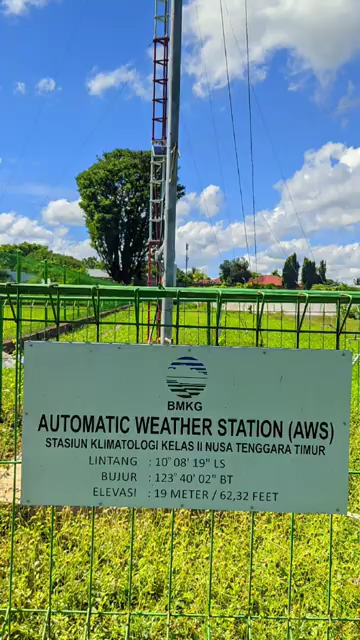 BMKG
AUTOMATIC WEATHER STATION (AWS)
STASIUN KLIMATOLOGI KELAS II NUSA TENGGARA TIMUR
LINTANG : 10° 08' 19" LS
BUJUR : 123° 40' 02" BT
ELEVASI : 19 METER / 62,32 FEET